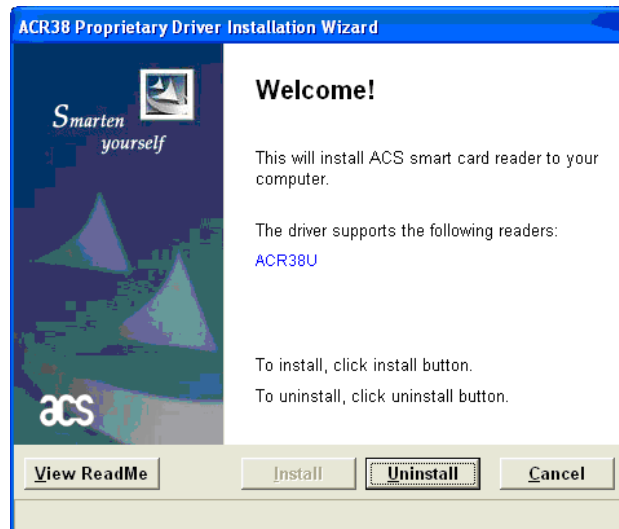 ACR38 Proprietary Driver Installation Wizard
Smarten
yourself
Welcome!
This will install ACS smart card reader to your
computer.
The driver supports the following readers:
ACR38U
To install, click install button.
To uninstall, click uninstall button.
acs
View ReadMe
Install
Uninstall
Cancel